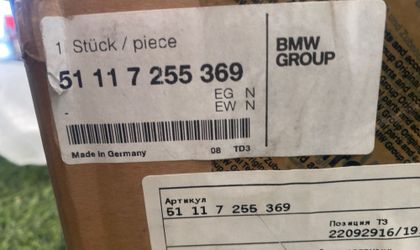 1 Stück / piece
BMW
GROUP
51 11 7 255 369
EG N
EW N
Made in Germany
08 TD3
Артикул
51 11 7 255 369
Позиция ТЗ
22092916/19